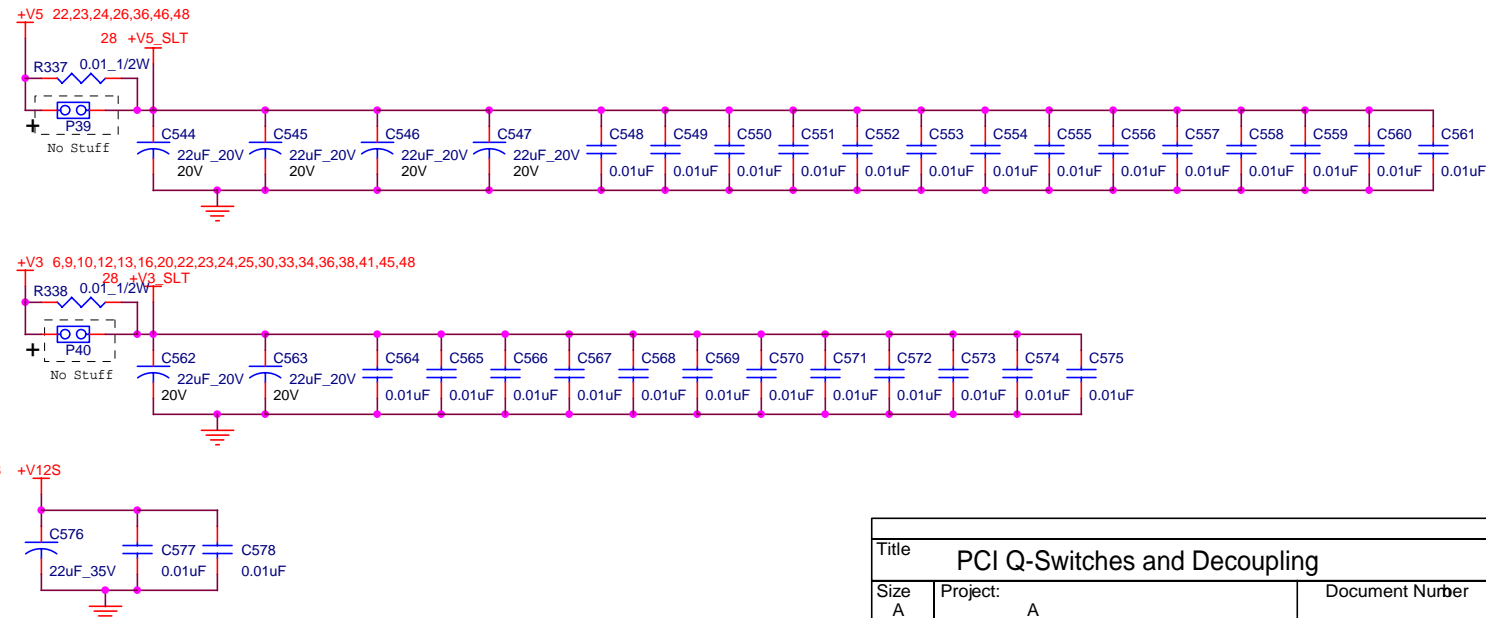 +V5 22,23,24,26,36,46,48
28 +V5_SLT
R337 0.01_1/2W
P39
+
No Stuff
C544 C545 C546 C547 C548 C549 C550 C551 C552 C553 C554 C555 C556 C557 C558 C559 C560 C561
22uF_20V 22uF_20V 22uF_20V 22uF_20V
20V 20V 20V 20V 0.01uF 0.01uF 0.01uF 0.01uF 0.01uF 0.01uF 0.01uF 0.01uF 0.01uF 0.01uF 0.01uF 0.01uF 0.01uF 0.01uF
+V3 6,9,10,12,13,16,20,22,23,24,25,30,33,34,36,38,41,45,48
28 +V3_SLT
R338 0.01_1/2W
P40
+
No Stuff
C562 C563 C564 C565 C566 C567 C568 C569 C570 C571 C572 C573 C574 C575
22uF_20V 22uF_20V
20V 20V 0.01uF 0.01uF 0.01uF 0.01uF 0.01uF 0.01uF 0.01uF 0.01uF 0.01uF 0.01uF 0.01uF 0.01uF
+V12S
C576 C577 C578
22uF_35V 0.01uF 0.01uF
Title PCI Q-Switches and Decoupling
Size Project: Document Number
A A